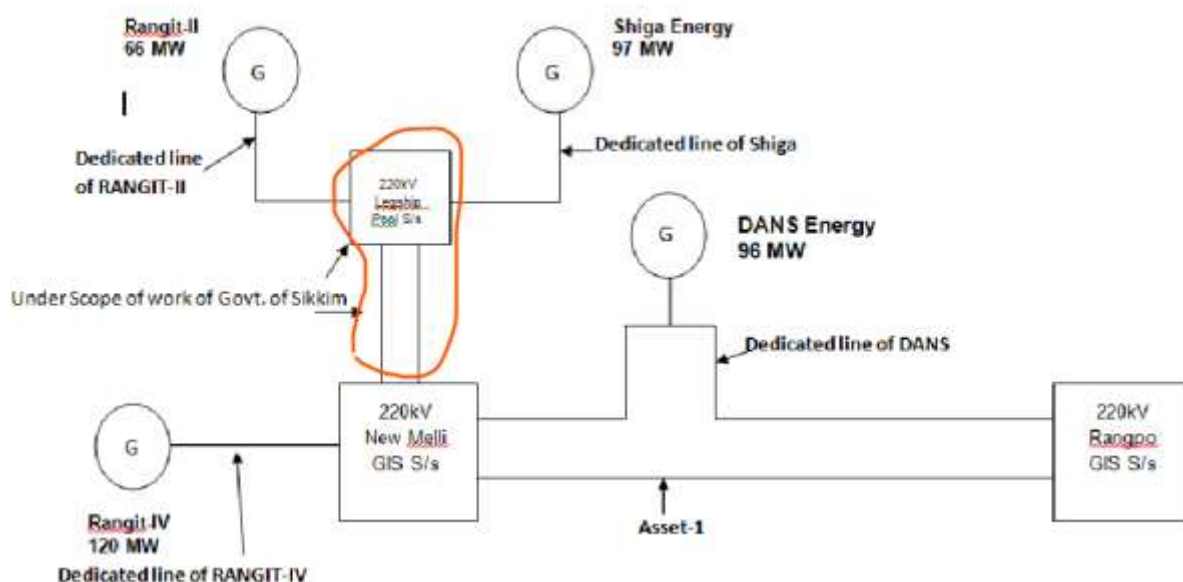 Rangit-II
66 MW
G
Shiga Energy
97 MW
G
Dedicated line
of RANGIT-II
Dedicated line of Shiga
220kV
Legship
Pool S/s
DANS Energy
96 MW
G
Under Scope of work of Govt. of Sikkim
Dedicated line of DANS
220kV
New Melli
GIS S/s
220kV
Rangpo
GIS S/s
G
Rangit-IV
120 MW
Asset-1
Dedicated line of RANGIT-IV